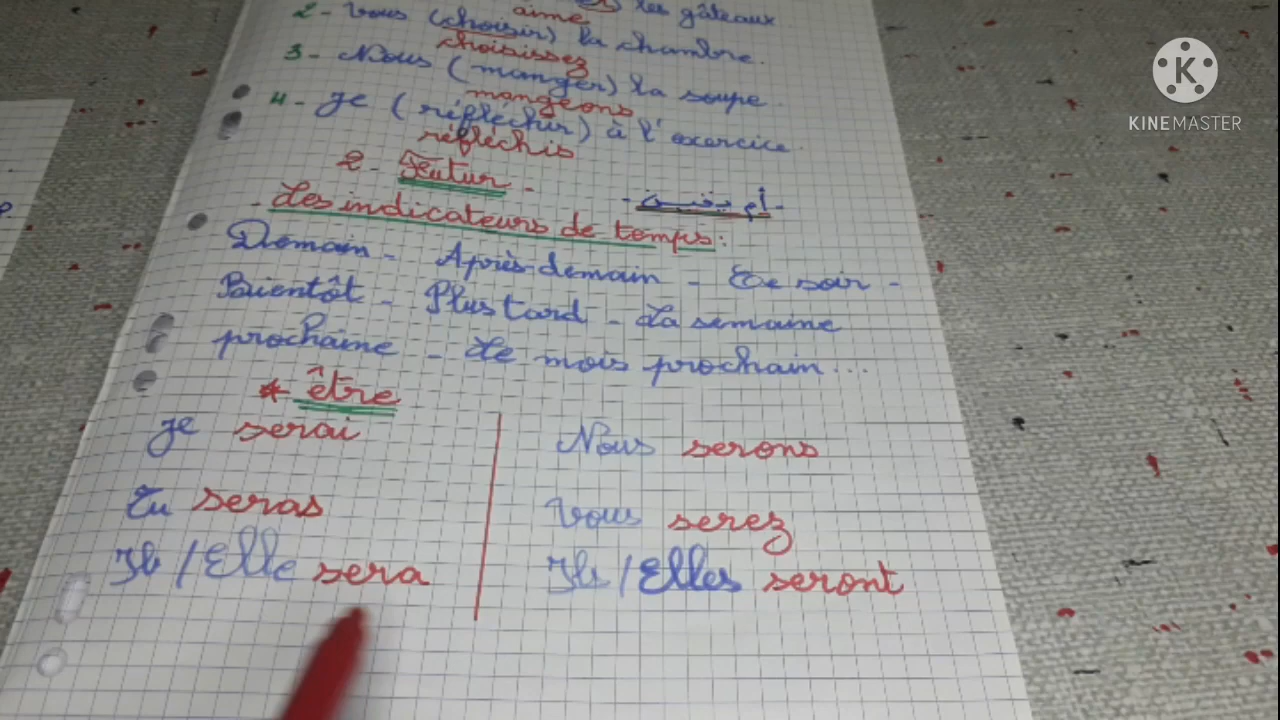 les gâteaux
aime
2- Vous (choisir) la chambre.
choisissez
3- Nous (manger) la soupe.
mangeons
4- Je (réfléchir) à l'exercice.
réfléchis
2- Futur -
- أم يقين -
- Les indicateurs de temps:
Demain - Après-demain - Ce soir -
Bientôt - Plus tard - La semaine
prochaine - Le mois prochain...
* être
Je serai
Nous serons
Tu seras
Vous serez
Il / Elle sera
Ils / Elles seront
K
KINEMASTER